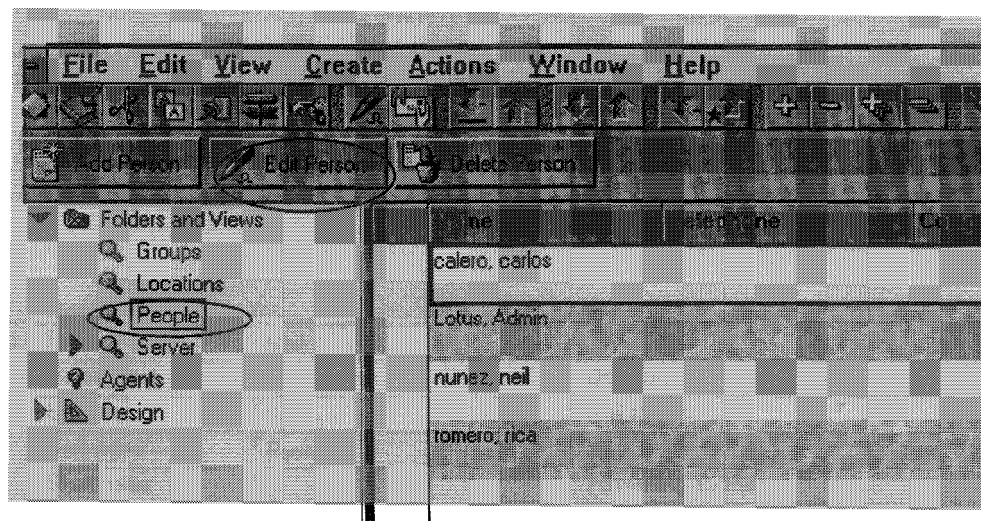 File Edit View Create Actions Window Help
Add Person Edit Person Delete Person
Folders and Views
Groups
Locations
People
Server
Agents
Design
calero, carlos
Lotus, Admin
nunez, neil
romero, rica